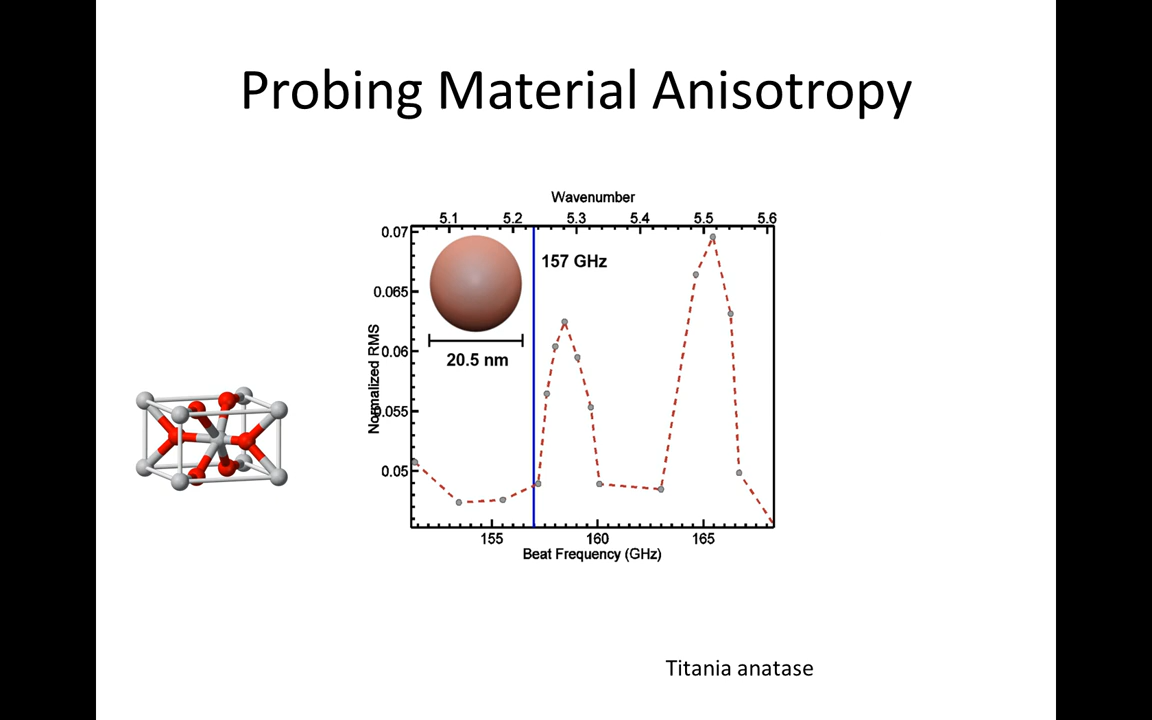 Probing Material Anisotropy
Wavenumber
5.1 5.2 5.3 5.4 5.5 5.6
0.07
0.065
0.06
0.055
0.05
Normalized RMS
157 GHz
20.5 nm
155 160 165
Beat Frequency (GHz)
Titania anatase